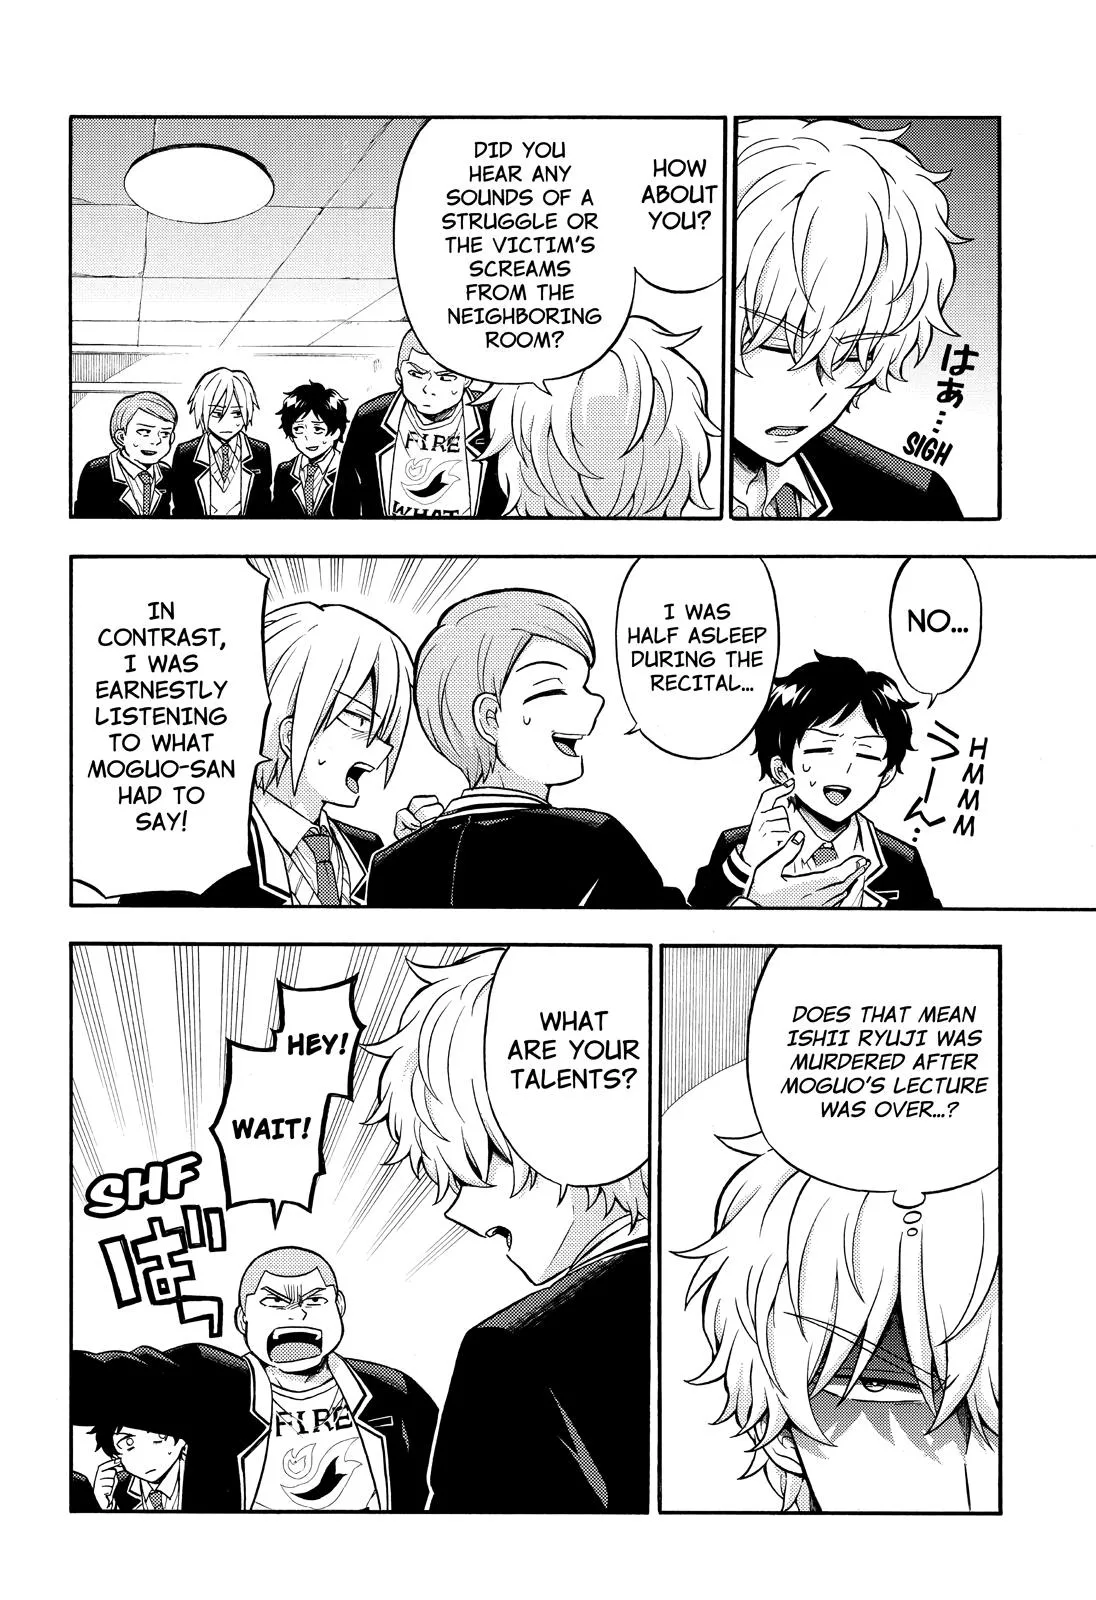 はぁ…
SIGH
HOW
ABOUT
YOU?
DID YOU
HEAR ANY
SOUNDS OF A
STRUGGLE OR
THE VICTIM'S
SCREAMS
FROM THE
NEIGHBORING
ROOM?
FIRE
WHAT
NO...
うーん…
HMMM
I WAS
HALF ASLEEP
DURING THE
RECITAL...
IN
CONTRAST,
I WAS
EARNESTLY
LISTENING
TO WHAT
MOGUO-SAN
HAD TO
SAY!
DOES THAT MEAN
ISHII RYUJI WAS
MURDERED AFTER
MOGUO'S LECTURE
WAS OVER...?
WHAT
ARE YOUR
TALENTS?
HEY!
WAIT!
SHF
ばっ
FIRE